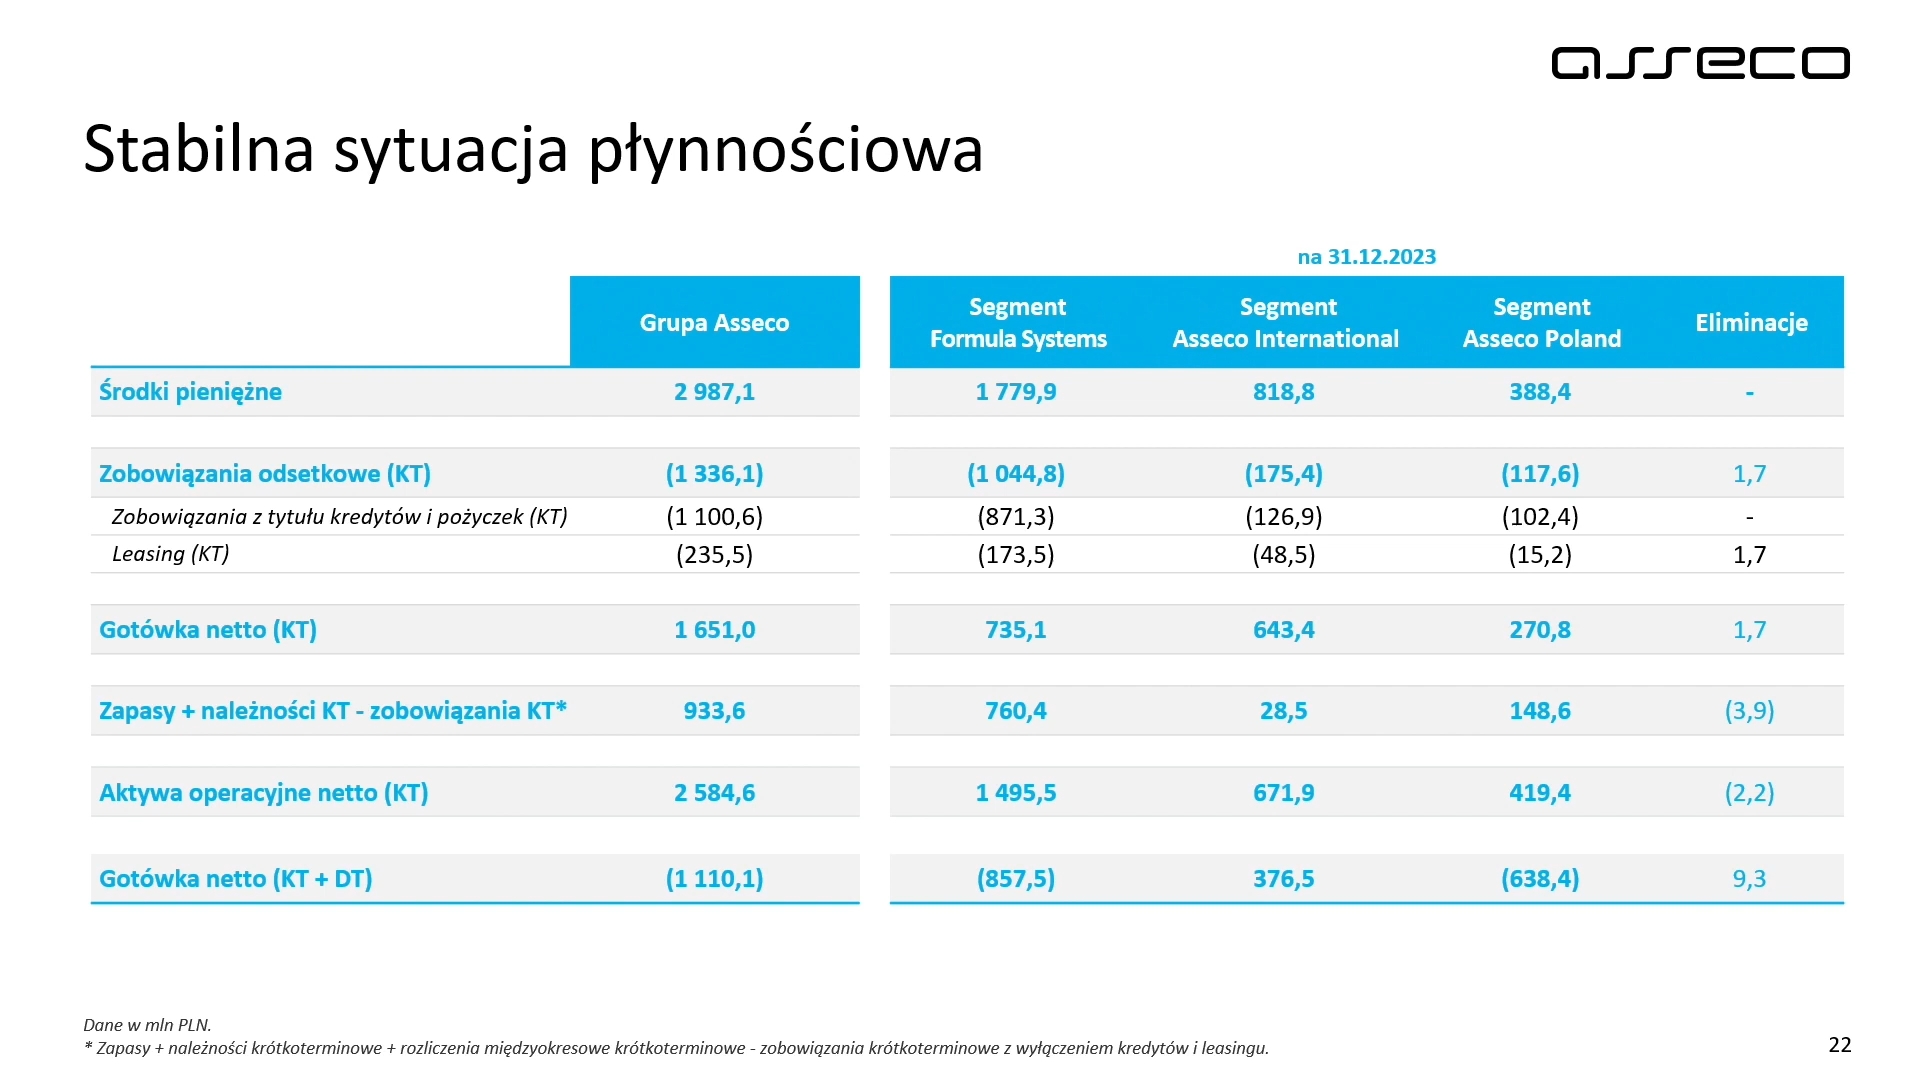 asseco
Stabilna sytuacja płynnościowa
na 31.12.2023
Grupa Asseco Segment Formula Systems Segment Asseco International Segment Asseco Poland Eliminacje
Środki pieniężne 2 987,1 1 779,9 818,8 388,4 -
Zobowiązania odsetkowe (KT) (1 336,1) (1 044,8) (175,4) (117,6) 1,7
Zobowiązania z tytułu kredytów i pożyczek (KT) (1 100,6) (871,3) (126,9) (102,4) -
Leasing (KT) (235,5) (173,5) (48,5) (15,2) 1,7
Gotówka netto (KT) 1 651,0 735,1 643,4 270,8 1,7
Zapasy + należności KT - zobowiązania KT* 933,6 760,4 28,5 148,6 (3,9)
Aktywa operacyjne netto (KT) 2 584,6 1 495,5 671,9 419,4 (2,2)
Gotówka netto (KT + DT) (1 110,1) (857,5) 376,5 (638,4) 9,3
Dane w mln PLN.
* Zapasy + należności krótkoterminowe + rozliczenia międzyokresowe krótkoterminowe - zobowiązania krótkoterminowe z wyłączeniem kredytów i leasingu.
22